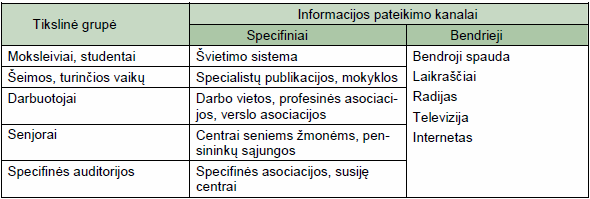 Tikslinė grupė
Informacijos pateikimo kanalai
Specifiniai
Bendrieji
Moksleiviai, studentai
Švietimo sistema
Šeimos, turinčios vaikų
Specialistų publikacijos, mokyklos
Darbuotojai
Darbo vietos, profesinės asociaci-
jos, verslo asociacijos
Senjorai
Centrai seniems žmonėms, pen-
sininkų sąjungos
Specifinės auditorijos
Specifinės asociacijos, susiję
centrai
Bendroji spauda
Laikraščiai
Radijas
Televizija
Internetas